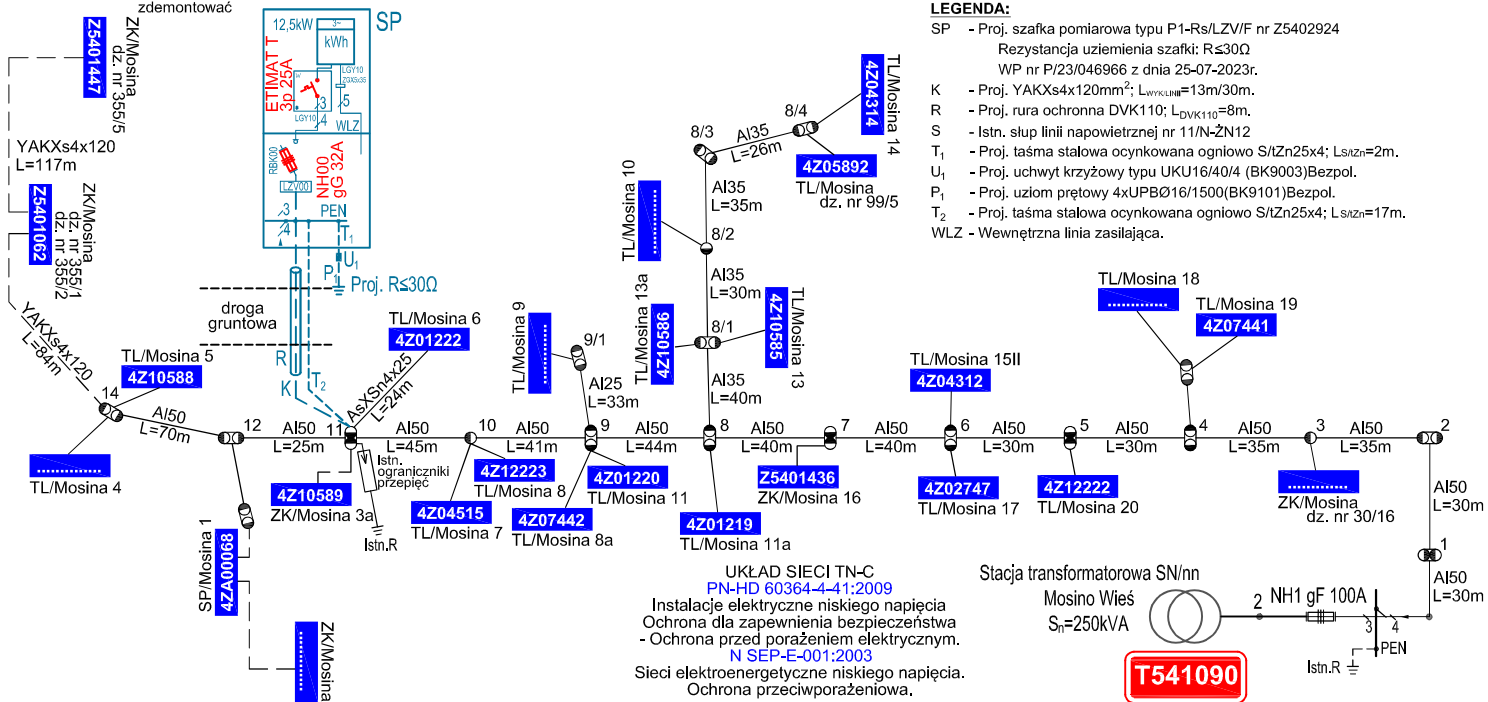 zdemontować
Z5401447
ZK/Mosina
dz. nr 355/5
YAKXs4x120
L=117m
Z5401062
ZK/Mosina
dz. nr 355/1
dz. nr 355/2
YAKXs4x120
L=84m
SP
12,5kW
3~
kWh
ETIMAT T
3p 25A
LGY10
ZGX5x35
3
5
LGY10
4
WLZ
RBK00
NH00
gG 32A
LZV00
3
4
PEN
T1
U1
P1
Proj. R≤30Ω
droga
gruntowa
R
K
T2
LEGENDA:
SP - Proj. szafka pomiarowa typu P1-Rs/LZV/F nr Z5402924
Rezystancja uziemienia szafki: R≤30Ω
WP nr P/23/046966 z dnia 25-07-2023r.
K - Proj. YAKXs4x120mm²; LWYK/LINII=13m/30m.
R - Proj. rura ochronna DVK110; LDVK110=8m.
S - Istn. słup linii napowietrznej nr 11/N-ŻN12
T1 - Proj. taśma stalowa ocynkowana ogniowo S/tZn25x4; LS/tZn=2m.
U1 - Proj. uchwyt krzyżowy typu UKU16/40/4 (BK9003)Bezpol.
P1 - Proj. uziom prętowy 4xUPBØ16/1500(BK9101)Bezpol.
T2 - Proj. taśma stalowa ocynkowana ogniowo S/tZn25x4; LS/tZn=17m.
WLZ - Wewnętrzna linia zasilająca.
8/3
Al35
L=26m
8/4
4Z04314
TL/Mosina 14
4Z05892
TL/Mosina
dz. nr 99/5
Al35
L=35m
TL/Mosina 10
8/2
Al35
L=30m
TL/Mosina 13a
4Z10586
8/1
4Z10585
TL/Mosina 13
Al35
L=40m
TL/Mosina 9
9/1
Al25
L=33m
TL/Mosina 6
4Z01222
AsXSn4x25
L=24m
TL/Mosina 5
4Z10588
14
Al50
L=70m
TL/Mosina 4
12
Al50
L=25m
11
Al50
L=45m
10
Al50
L=41m
9
Al50
L=44m
8
Al50
L=40m
7
Al50
L=40m
6
Al50
L=30m
5
Al50
L=30m
4
Al50
L=35m
3
Al50
L=35m
2
TL/Mosina 15II
4Z04312
TL/Mosina 18
TL/Mosina 19
4Z07441
Istn.
ograniczniki
przepięć
Istn.R
4Z10589
ZK/Mosina 3a
4Z12223
TL/Mosina 8
4Z04515
TL/Mosina 7
4Z01220
TL/Mosina 11
4Z07442
TL/Mosina 8a
4Z01219
TL/Mosina 11a
Z5401436
ZK/Mosina 16
4Z02747
TL/Mosina 17
4Z12222
TL/Mosina 20
ZK/Mosina
dz. nr 30/16
Al50
L=30m
1
Al50
L=30m
SP/Mosina 1
4ZA00068
ZK/Mosina
UKŁAD SIECI TN-C
PN-HD 60364-4-41:2009
Instalacje elektryczne niskiego napięcia
Ochrona dla zapewnienia bezpieczeństwa
- Ochrona przed porażeniem elektrycznym.
N SEP-E-001:2003
Sieci elektroenergetyczne niskiego napięcia.
Ochrona przeciwporażeniowa.
Stacja transformatorowa SN/nn
Mosino Wieś
Sn=250kVA
2
NH1 gF 100A
3
4
PEN
Istn.R
T541090